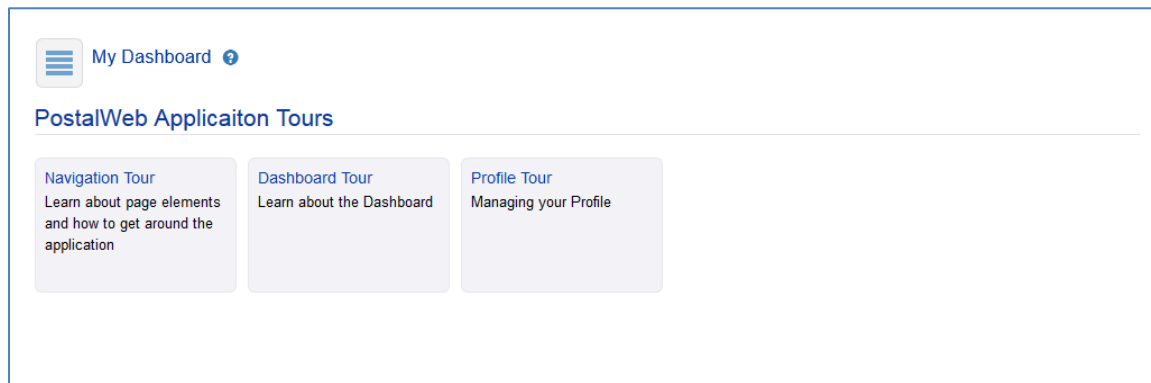 My Dashboard ?
PostalWeb Applicaiton Tours
Navigation Tour
Learn about page elements
and how to get around the
application
Dashboard Tour
Learn about the Dashboard
Profile Tour
Managing your Profile